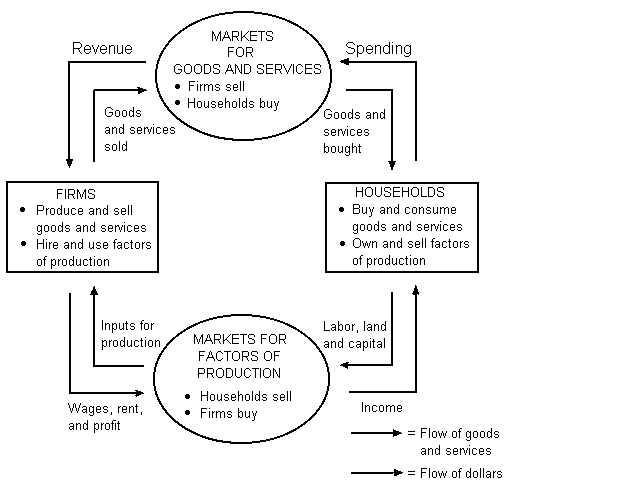 MARKETS
FOR
GOODS AND SERVICES
• Firms sell
• Households buy
Revenue
Spending
Goods
and services
sold
Goods and
services
bought
FIRMS
• Produce and sell
goods and services
• Hire and use factors
of production
HOUSEHOLDS
• Buy and consume
goods and services
• Own and sell factors
of production
Inputs for
production
Labor, land
and capital
MARKETS FOR
FACTORS OF
PRODUCTION
• Households sell
• Firms buy
Wages, rent,
and profit
Income
= Flow of goods
and services
= Flow of dollars